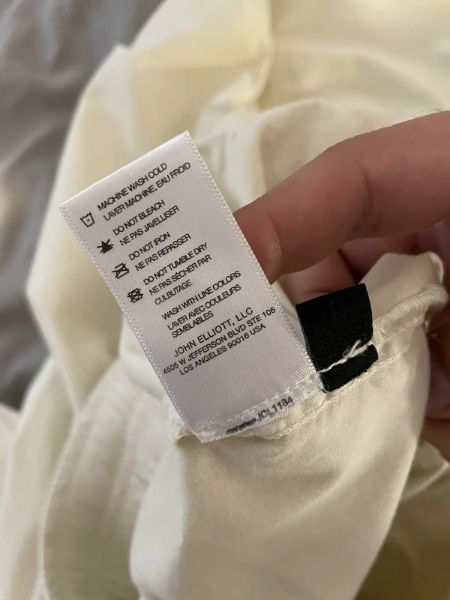 MACHINE WASH COLD
LAVER MACHINE, EAU FROID
DO NOT BLEACH
NE PAS JAVELLISER
DO NOT IRON
NE PAS REPASSER
DO NOT TUMBLE DRY
NE PAS SÉCHER PAR
CULBUTAGE
WASH WITH LIKE COLORS
LAVER AVEC COULEURS
SEMBLABLES
JOHN ELLIOTT, LLC
4505 W JEFFERSON BLVD STE 106
LOS ANGELES 90016 USA